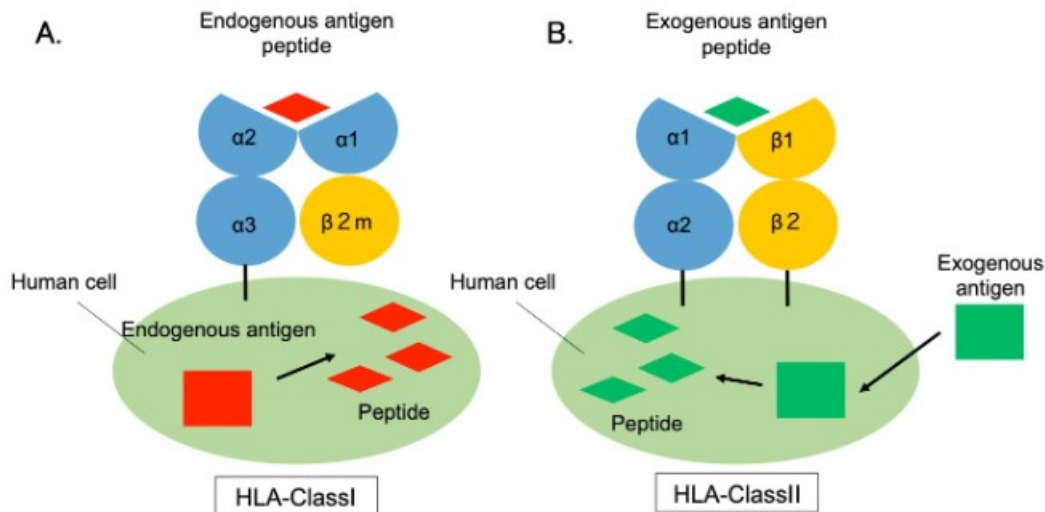 A.
Endogenous antigen
peptide
α2
α1
α3
β2m
Human cell
Endogenous antigen
Peptide
HLA-ClassI
B.
Exogenous antigen
peptide
α1
β1
α2
β2
Human cell
Exogenous
antigen
Peptide
HLA-ClassII